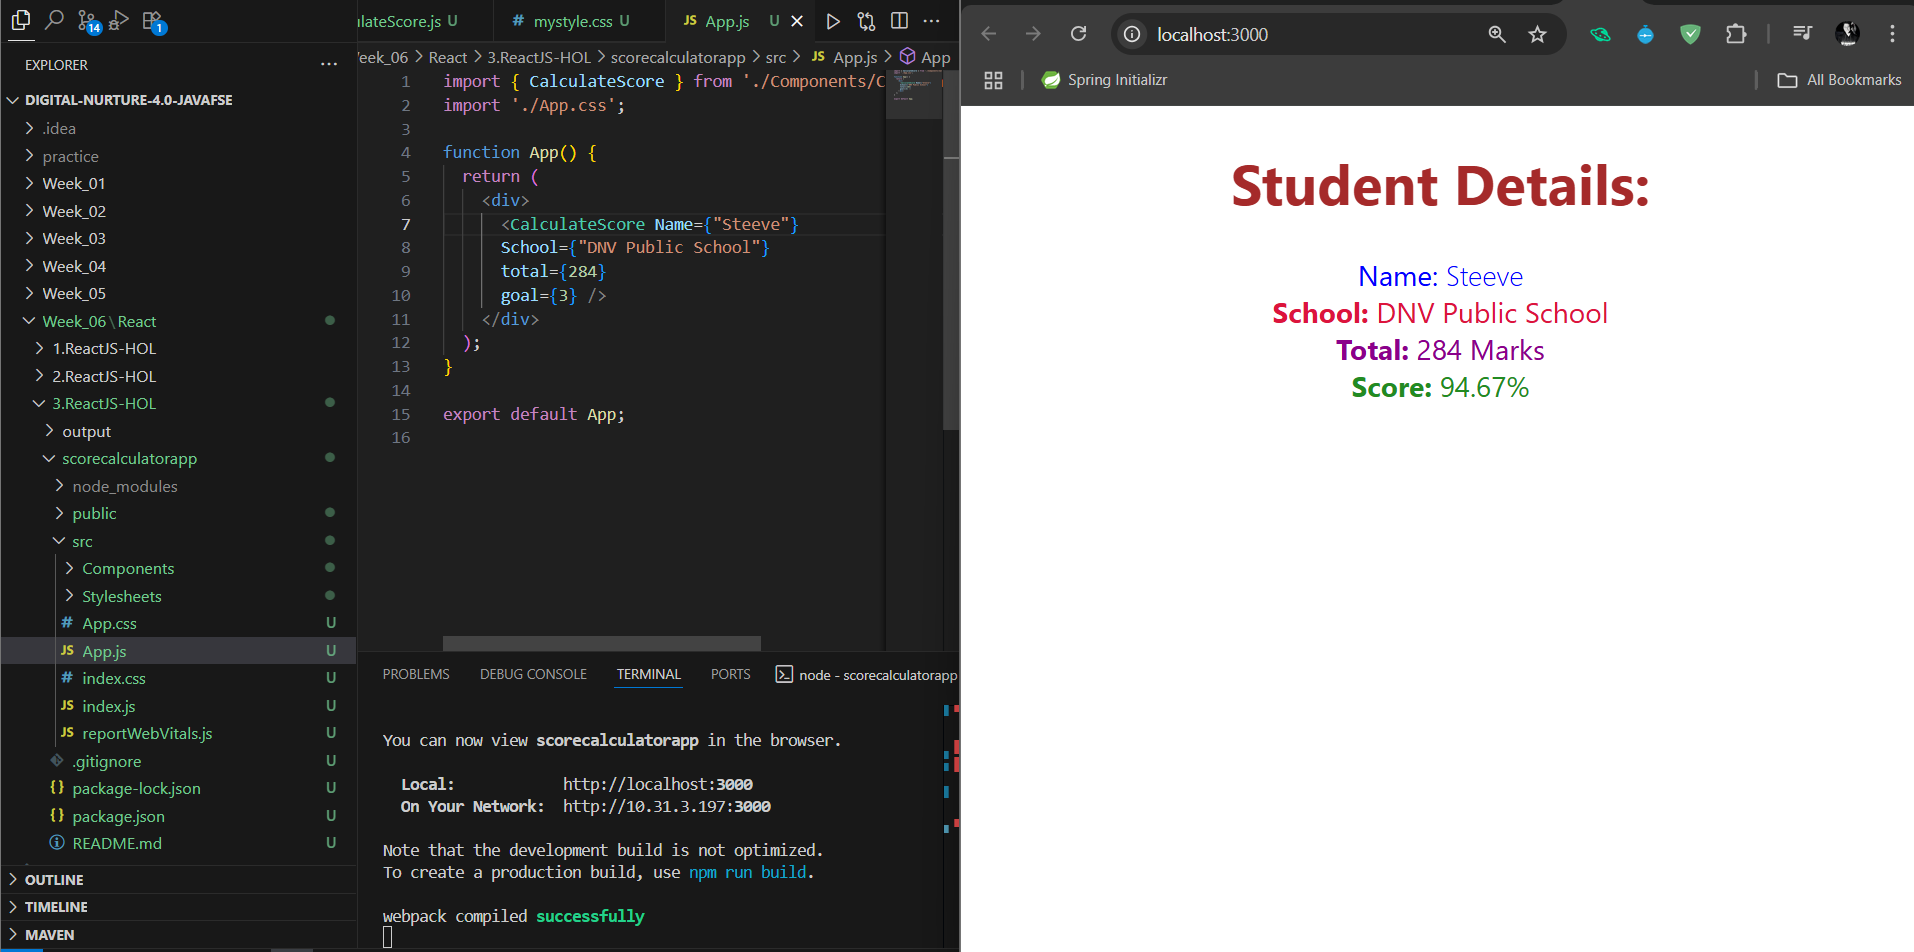 14
1
EXPLORER
DIGITAL-NURTURE-4.0-JAVAFSE
.idea
practice
Week_01
Week_02
Week_03
Week_04
Week_05
Week_06\React
1.ReactJS-HOL
2.ReactJS-HOL
3.ReactJS-HOL
output
scorecalculatorapp
node_modules
public
src
Components
Stylesheets
# App.css U
JS App.js U
# index.css U
JS index.js U
JS reportWebVitals.js U
.gitignore U
{} package-lock.json U
{} package.json U
README.md U
OUTLINE
TIMELINE
MAVEN
ulateScore.js U # mystyle.css U JS App.js U
eek_06 > React > 3.ReactJS-HOL > scorecalculatorapp > src > JS App.js > App
1 import { CalculateScore } from './Components/C
2 import './App.css';
3
4 function App() {
5 return (
6 <div>
7 <CalculateScore Name={"Steeve"}
8 School={"DNV Public School"}
9 total={284}
10 goal={3} />
11 </div>
12 );
13 }
14
15 export default App;
16
PROBLEMS DEBUG CONSOLE TERMINAL PORTS node - scorecalculatorapp
You can now view scorecalculatorapp in the browser.
Local: http://localhost:3000
On Your Network: http://10.31.3.197:3000
Note that the development build is not optimized.
To create a production build, use npm run build.
webpack compiled successfully
localhost:3000
Spring Initializr All Bookmarks
Student Details:
Name: Steeve
School: DNV Public School
Total: 284 Marks
Score: 94.67%